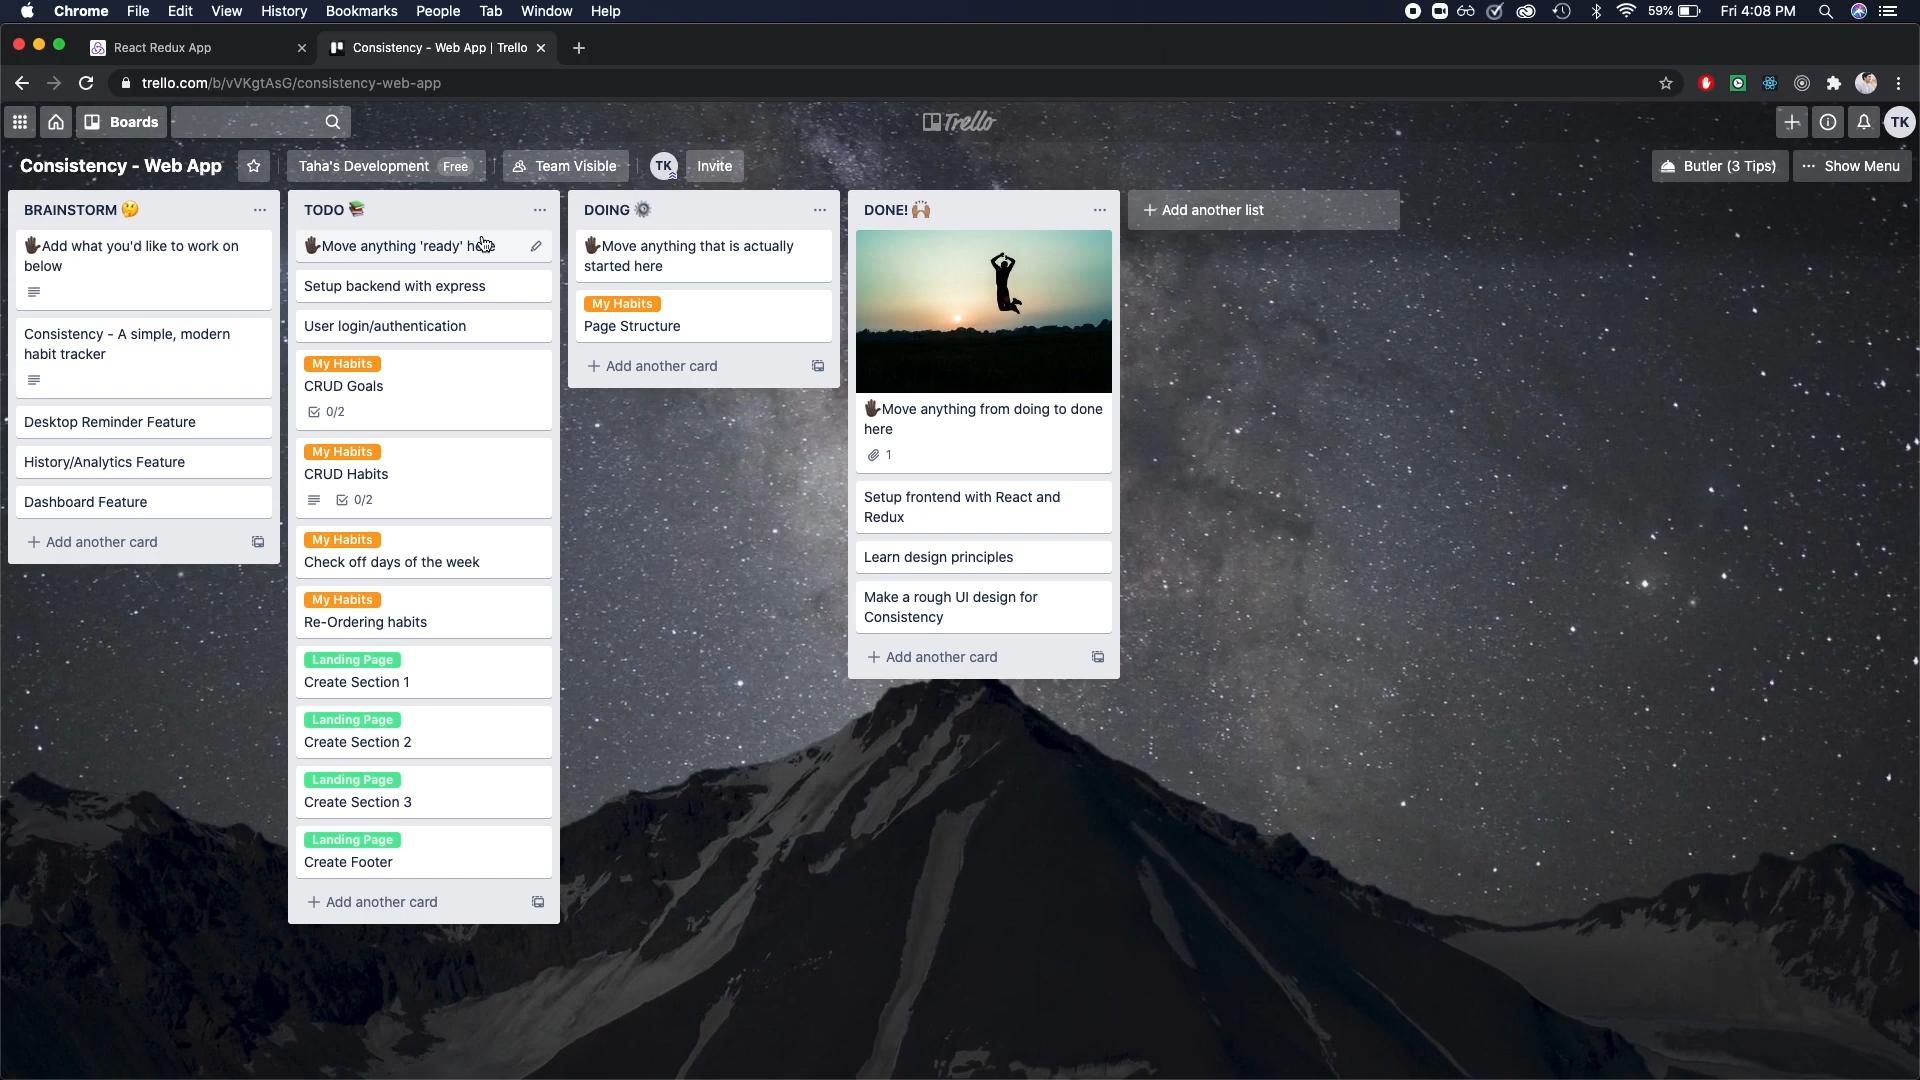 Chrome File Edit View History Bookmarks People Tab Window Help 59% Fri 4:08 PM
React Redux App Consistency - Web App | Trello
trello.com/b/vVKgtAsG/consistency-web-app
Boards Trello TK
Consistency - Web App Taha's Development Free Team Visible TK Invite Butler (3 Tips) Show Menu
BRAINSTORM 🤔
✋🏿Add what you'd like to work on
below
Consistency - A simple, modern
habit tracker
Desktop Reminder Feature
History/Analytics Feature
Dashboard Feature
+ Add another card
TODO 📚
✋🏿Move anything 'ready' here
Setup backend with express
User login/authentication
My Habits
CRUD Goals
0/2
My Habits
CRUD Habits
0/2
My Habits
Check off days of the week
My Habits
Re-Ordering habits
Landing Page
Create Section 1
Landing Page
Create Section 2
Landing Page
Create Section 3
Landing Page
Create Footer
+ Add another card
DOING ⚙️
✋🏿Move anything that is actually
started here
My Habits
Page Structure
+ Add another card
DONE! 🙌🏽
✋🏿Move anything from doing to done
here
1
Setup frontend with React and
Redux
Learn design principles
Make a rough UI design for
Consistency
+ Add another card
+ Add another list